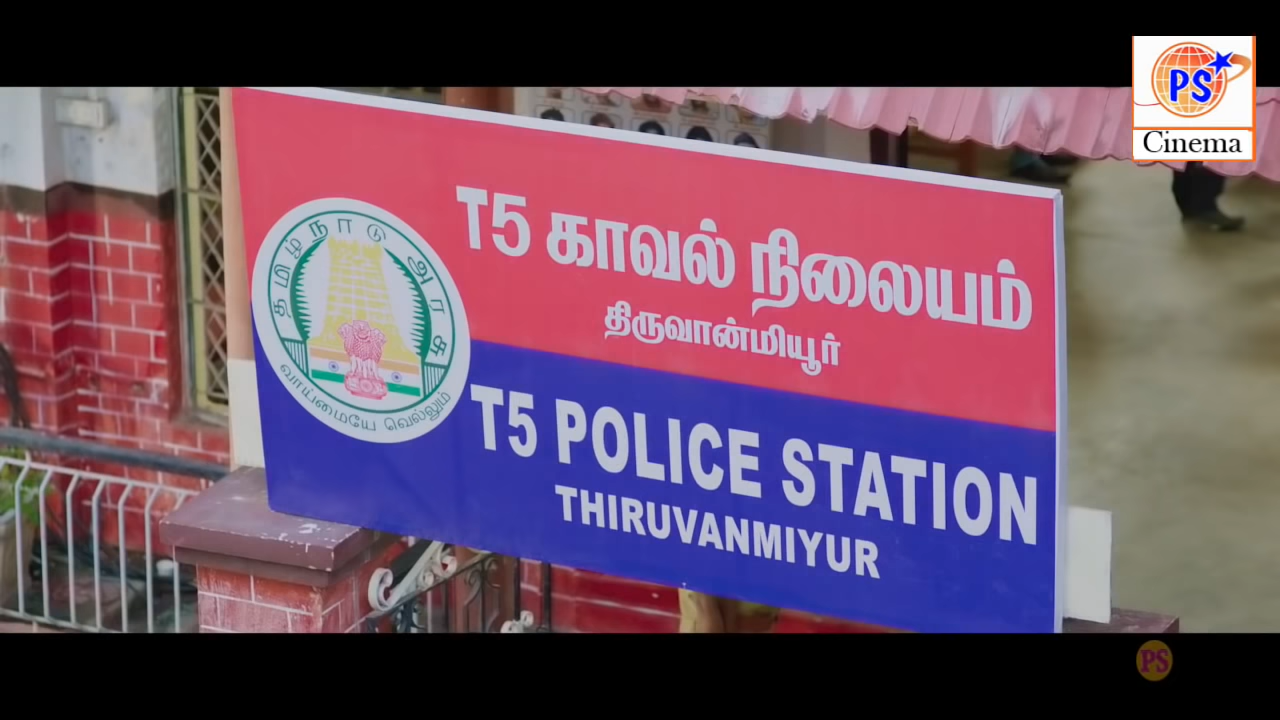 PS
Cinema
T5 காவல் நிலையம்
திருவான்மியூர்
தமிழ்நாடு அரசு
வாய்மையே வெல்லும்
T5 POLICE STATION
THIRUVANMIYUR
PS